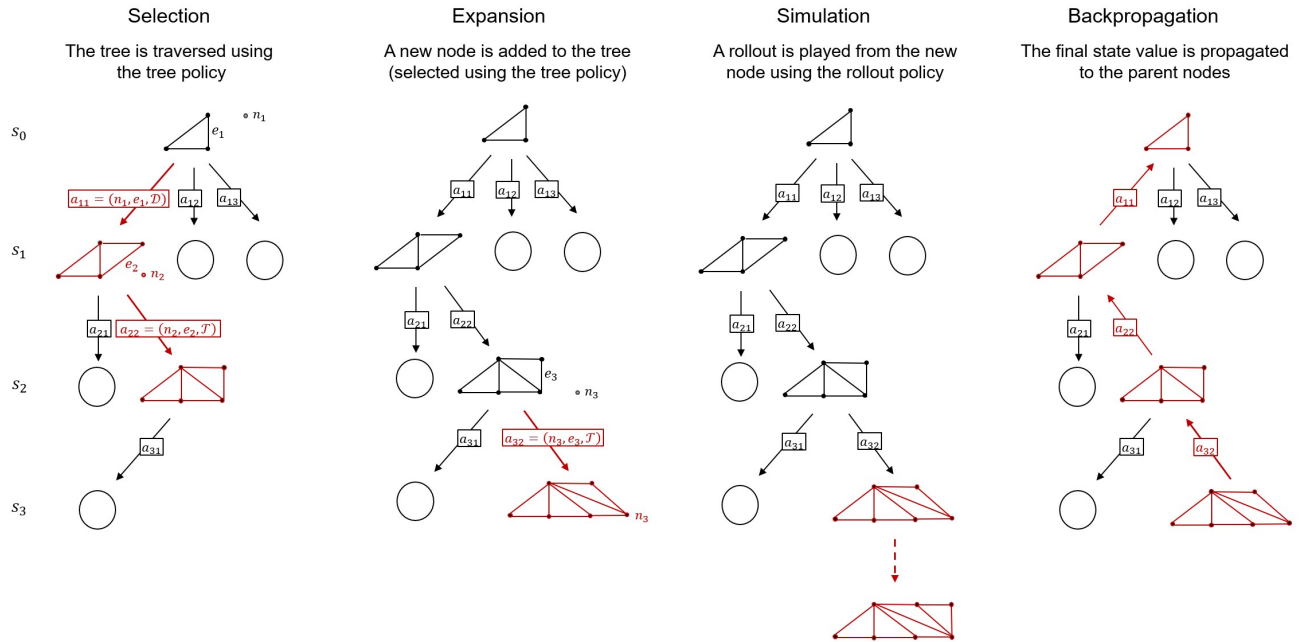 Selection
The tree is traversed using
the tree policy
s₀
e₁
n₁
a₁₁ = (n₁, e₁, 𝒟)
a₁₂
a₁₃
s₁
e₂
n₂
a₂₁
a₂₂ = (n₂, e₂, 𝒯)
s₂
a₃₁
s₃
Expansion
A new node is added to the tree
(selected using the tree policy)
a₁₁
a₁₂
a₁₃
a₂₁
a₂₂
e₃
n₃
a₃₁
a₃₂ = (n₃, e₃, 𝒯)
n₃
Simulation
A rollout is played from the new
node using the rollout policy
a₁₁
a₁₂
a₁₃
a₂₁
a₂₂
a₃₁
a₃₂
Backpropagation
The final state value is propagated
to the parent nodes
a₁₁
a₁₂
a₁₃
a₂₁
a₂₂
a₃₁
a₃₂